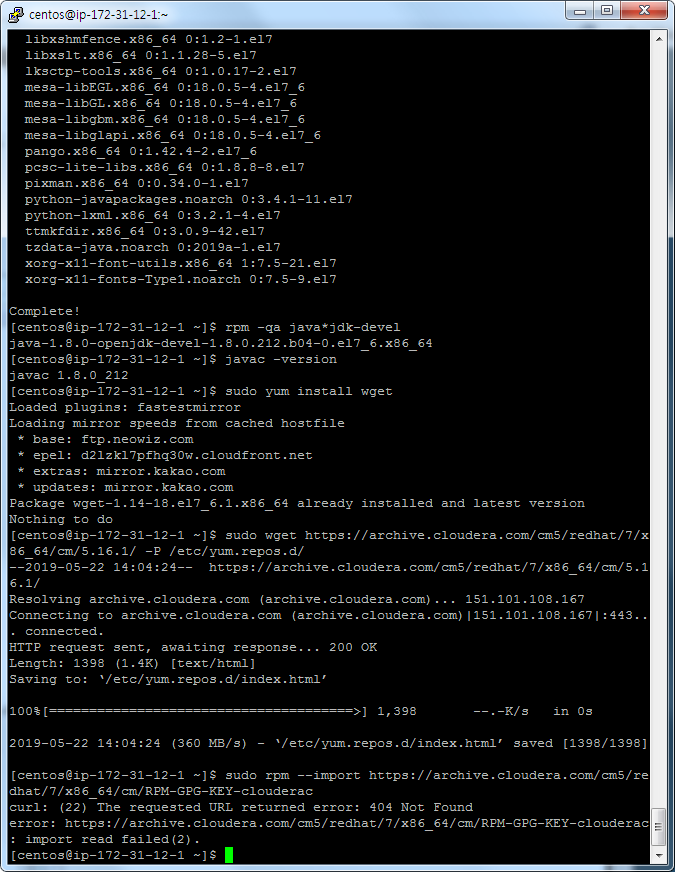 centos@ip-172-31-12-1:~
libxshmfence.x86_64 0:1.2-1.el7
libxslt.x86_64 0:1.1.28-5.el7
lksctp-tools.x86_64 0:1.0.17-2.el7
mesa-libEGL.x86_64 0:18.0.5-4.el7_6
mesa-libGL.x86_64 0:18.0.5-4.el7_6
mesa-libgbm.x86_64 0:18.0.5-4.el7_6
mesa-libglapi.x86_64 0:18.0.5-4.el7_6
pango.x86_64 0:1.42.4-2.el7_6
pcsc-lite-libs.x86_64 0:1.8.8-8.el7
pixman.x86_64 0:0.34.0-1.el7
python-javapackages.noarch 0:3.4.1-11.el7
python-lxml.x86_64 0:3.2.1-4.el7
ttmkfdir.x86_64 0:3.0.9-42.el7
tzdata-java.noarch 0:2019a-1.el7
xorg-x11-font-utils.x86_64 1:7.5-21.el7
xorg-x11-fonts-Type1.noarch 0:7.5-9.el7
Complete!
[centos@ip-172-31-12-1 ~]$ rpm -qa java*jdk-devel
java-1.8.0-openjdk-devel-1.8.0.212.b04-0.el7_6.x86_64
[centos@ip-172-31-12-1 ~]$ javac -version
javac 1.8.0_212
[centos@ip-172-31-12-1 ~]$ sudo yum install wget
Loaded plugins: fastestmirror
Loading mirror speeds from cached hostfile
* base: ftp.neowiz.com
* epel: d2lzkl7pfhq30w.cloudfront.net
* extras: mirror.kakao.com
* updates: mirror.kakao.com
Package wget-1.14-18.el7_6.1.x86_64 already installed and latest version
Nothing to do
[centos@ip-172-31-12-1 ~]$ sudo wget https://archive.cloudera.com/cm5/redhat/7/x
86_64/cm/5.16.1/ -P /etc/yum.repos.d/
--2019-05-22 14:04:24--  https://archive.cloudera.com/cm5/redhat/7/x86_64/cm/5.1
6.1/
Resolving archive.cloudera.com (archive.cloudera.com)... 151.101.108.167
Connecting to archive.cloudera.com (archive.cloudera.com)|151.101.108.167|:443..
. connected.
HTTP request sent, awaiting response... 200 OK
Length: 1398 (1.4K) [text/html]
Saving to: ‘/etc/yum.repos.d/index.html’
100%[======================================>] 1,398       --.-K/s   in 0s
2019-05-22 14:04:24 (360 MB/s) - ‘/etc/yum.repos.d/index.html’ saved [1398/1398]
[centos@ip-172-31-12-1 ~]$ sudo rpm --import https://archive.cloudera.com/cm5/re
dhat/7/x86_64/cm/RPM-GPG-KEY-clouderac
curl: (22) The requested URL returned error: 404 Not Found
error: https://archive.cloudera.com/cm5/redhat/7/x86_64/cm/RPM-GPG-KEY-clouderac
: import read failed(2).
[centos@ip-172-31-12-1 ~]$